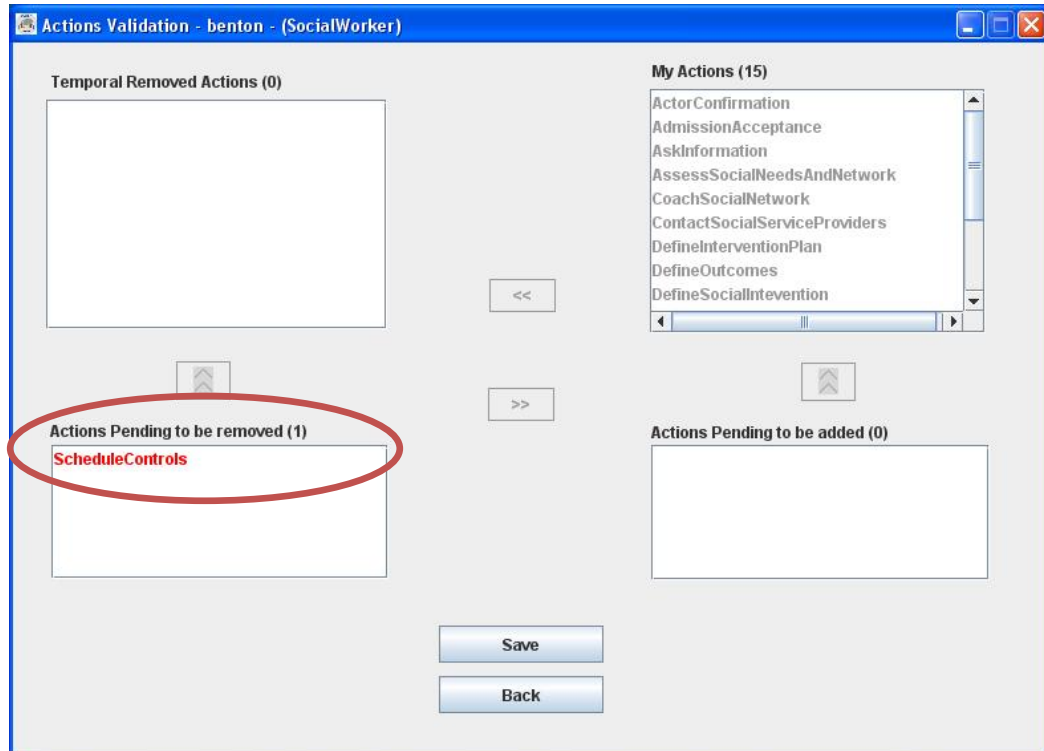 Actions Validation - benton - (SocialWorker)
Temporal Removed Actions (0)
My Actions (15)
ActorConfirmation
AdmissionAcceptance
AskInformation
AssessSocialNeedsAndNetwork
CoachSocialNetwork
ContactSocialServiceProviders
DefineInterventionPlan
DefineOutcomes
DefineSocialIntevention
<<
>>
Actions Pending to be removed (1)
ScheduleControls
Actions Pending to be added (0)
Save
Back